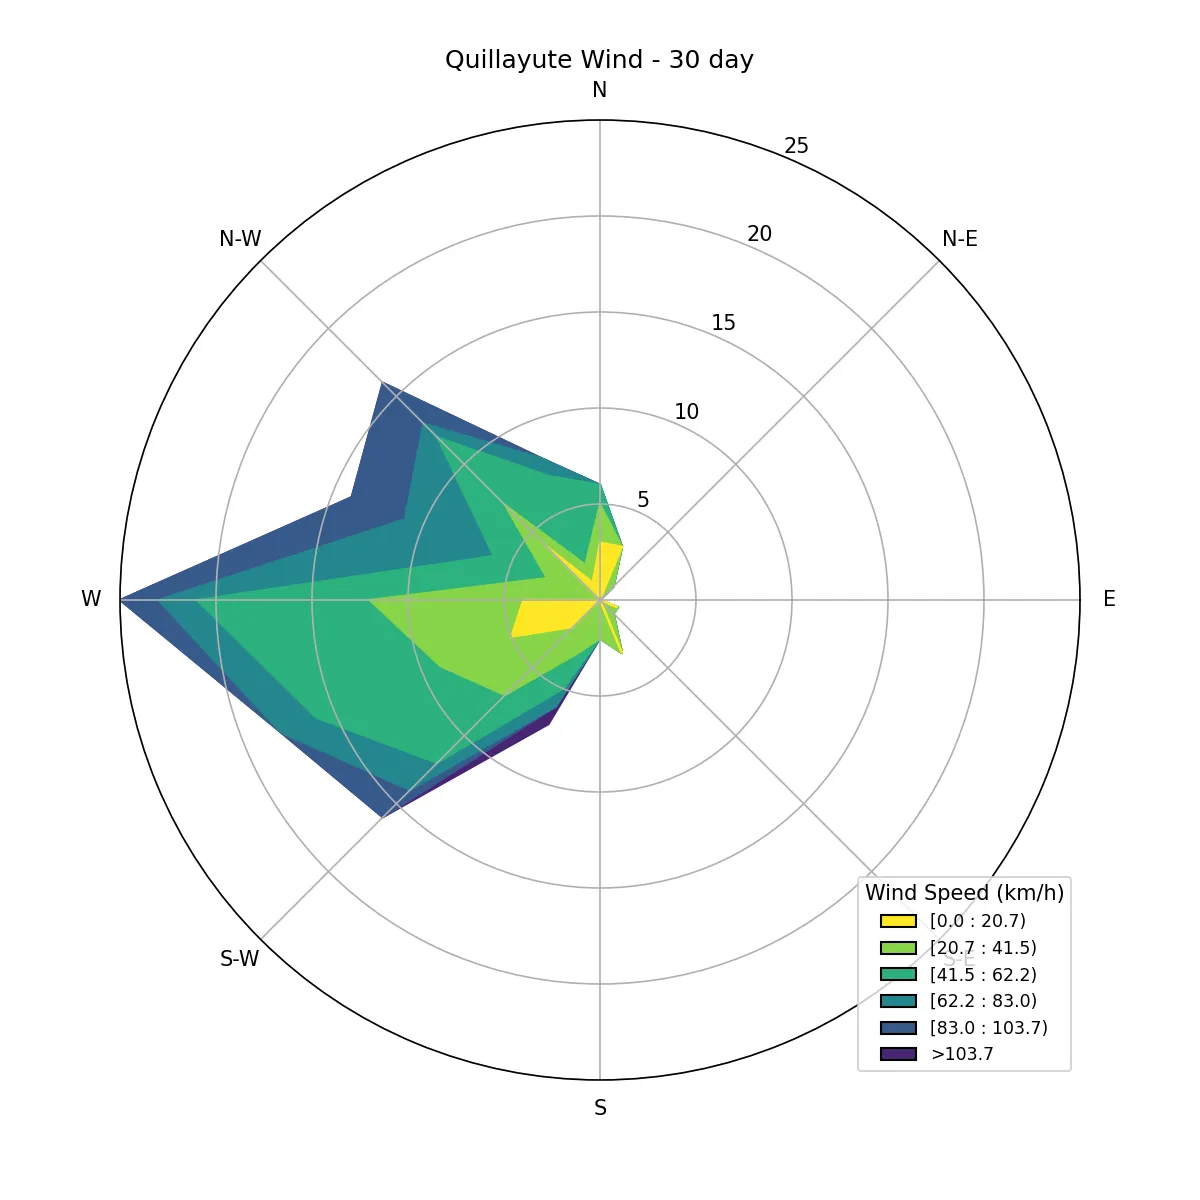 Quillayute Wind - 30 day
N
25
N-W
20
N-E
15
10
5
W
E
Wind Speed (km/h)
[0.0 : 20.7)
[20.7 : 41.5)
S-W
S-E
[41.5 : 62.2)
[62.2 : 83.0)
[83.0 : 103.7)
>103.7
S